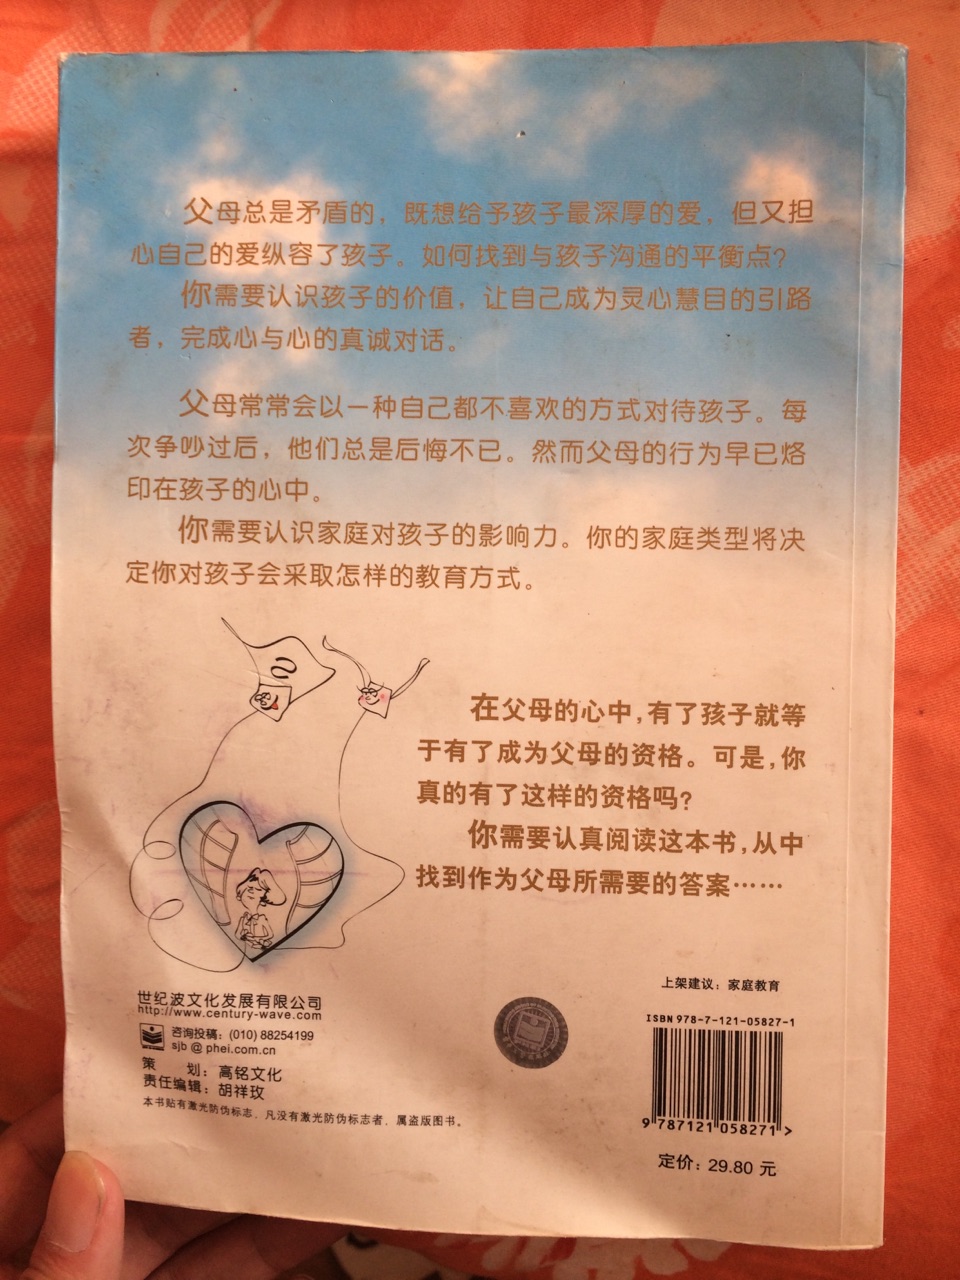 父母总是矛盾的，既想给予孩子最深厚的爱，但又担
心自己的爱纵容了孩子。如何找到与孩子沟通的平衡点？
你需要认识孩子的价值，让自己成为灵心慧目的引路
者，完成心与心的真诚对话。
父母常常会以一种自己都不喜欢的方式对待孩子。每
次争吵过后，他们总是后悔不已。然而父母的行为早已烙
印在孩子的心中。
你需要认识家庭对孩子的影响力。你的家庭类型将决
定你对孩子会采取怎样的教育方式。
在父母的心中，有了孩子就等
于有了成为父母的资格。可是，你
真的有了这样的资格吗？
你需要认真阅读这本书，从中
找到作为父母所需要的答案……
世纪波文化发展有限公司
http://www.century-wave.com
咨询投稿：(010) 88254199
sjb @ phei.com.cn
策 划：高铭文化
责任编辑：胡祥玫
本书贴有激光防伪标志，凡没有激光防伪标志者，属盗版图书。
上架建议：家庭教育
ISBN 978-7-121-05827-1
9 787121 058271 >
定价：29.80 元